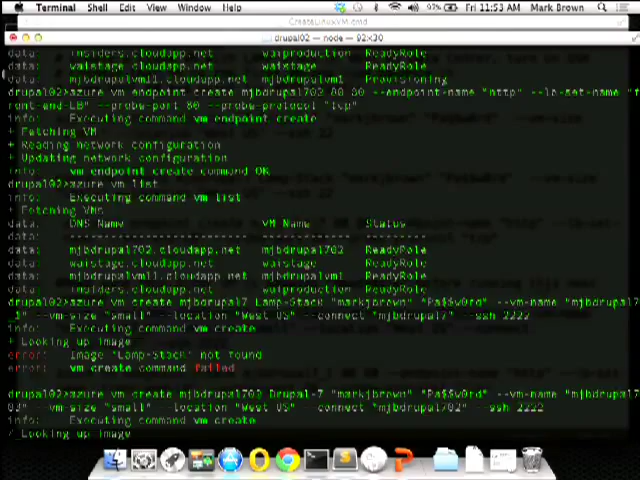 Terminal Shell Edit View Window Help 92% Fri 11:53 AM Mark Brown
CreateLinuxVM.cmd
drupal02 — node — 92×30
data: insiders.cloudapp.net waiproduction ReadyRole
data: waistage.cloudapp.net waistage ReadyRole
data: mjbdrupalvm11.cloudapp.net mjbdrupalvm1 Provisioning
drupal02>azure vm endpoint create mjbdrupal702 80 80 --endpoint-name "http" --lb-set-name "f
ront-end-LB" --probe-port 80 --probe-protocol "tcp"
info: Executing command vm endpoint create
+ Fetching VM
+ Reading network configuration
+ Updating network configuration
info: vm endpoint create command OK
drupal02>azure vm list
info: Executing command vm list
+ Fetching VMs
data: DNS Name VM Name Status
data: ---------------------------
data: mjbdrupal702.cloudapp.net mjbdrupal702 ReadyRole
data: waistage.cloudapp.net waistage ReadyRole
data: mjbdrupalvm11.cloudapp.net mjbdrupalvm1 ReadyRole
data: insiders.cloudapp.net waiproduction ReadyRole
drupal02>azure vm create mjbdrupal7 Lamp-Stack "markjbrown" "Pa$$w0rd" --vm-name "mjbdrupal7
--vm-size "small" --location "West US" --connect "mjbdrupal7" --ssh 2222
info: Executing command vm create
+ Looking up image
error: Image "Lamp-Stack" not found
error: vm create command failed
drupal02>azure vm create mjbdrupal703 Drupal-7 "markjbrown" "Pa$$w0rd" --vm-name "mjbdrupal7
03" --vm-size "small" --location "West US" --connect "mjbdrupal702" --ssh 2222
info: Executing command vm create
/ Looking up image